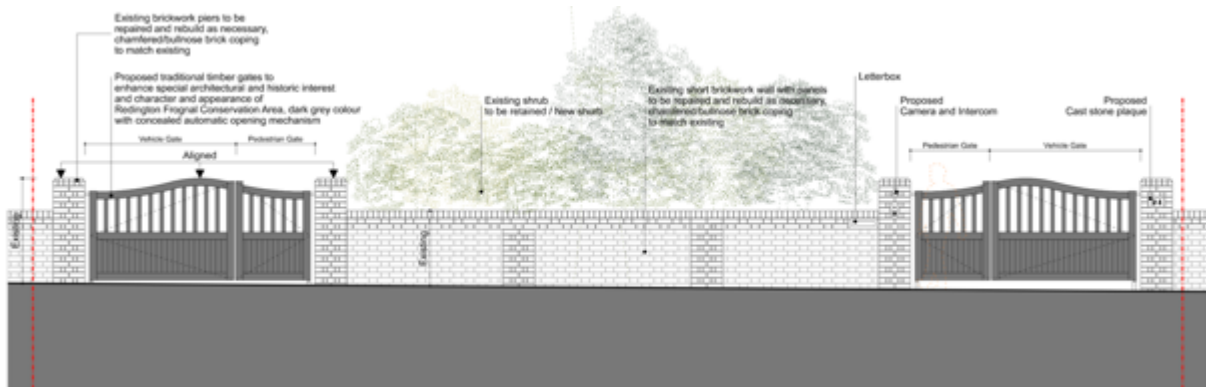 Existing brickwork piers to be
repaired and rebuild as necessary,
chamfered/bullnose brick coping
to match existing
Proposed traditional timber gates to
enhance special architectural and historic interest
and character and appearance of
Redington Frognal Conservation Area, dark grey colour
with concealed automatic opening mechanism
Vehicle Gate
Pedestrian Gate
Aligned
Existing
Existing
Existing shrub
to be retained / New shurb
Existing short brickwork wall with panels
to be repaired and rebuild as necessary,
chamfered/bullnose brick coping
to match existing
Letterbox
Proposed
Camera and Intercom
Proposed
Cast stone plaque
Pedestrian Gate
Vehicle Gate